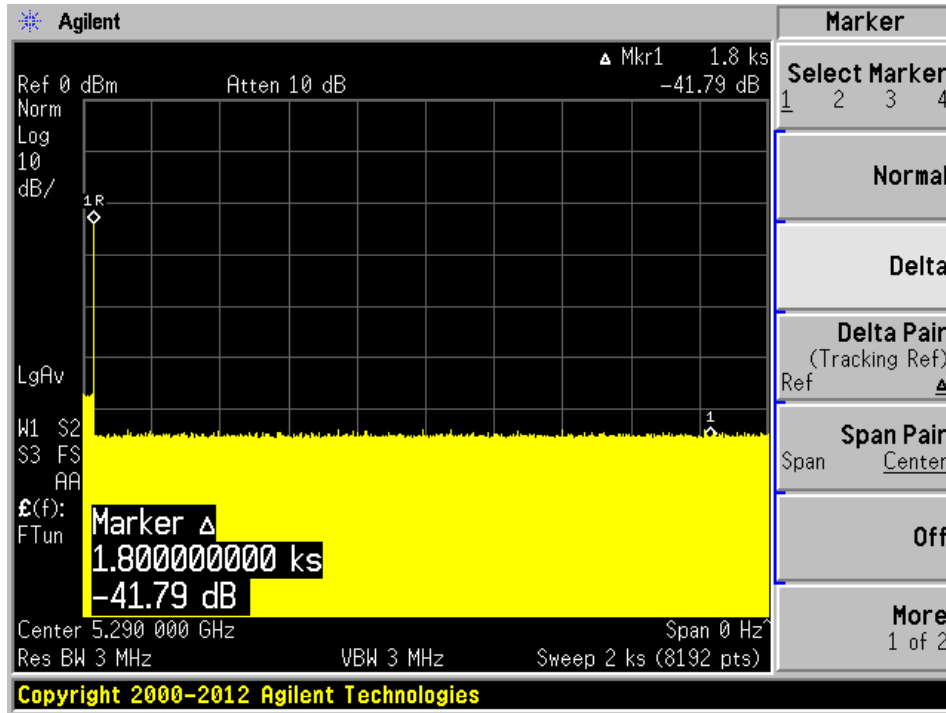 Agilent
Marker
△ Mkr1 1.8 ks
Ref 0 dBm Atten 10 dB -41.79 dB
Norm
Log
10
dB/
1R
LgAv
1
W1 S2
S3 FS
AA
£(f):
FTun
Marker △
1.800000000 ks
-41.79 dB
Center 5.290 000 GHz Span 0 Hz^
Res BW 3 MHz VBW 3 MHz Sweep 2 ks (8192 pts)
Copyright 2000-2012 Agilent Technologies
Select Marker
1 2 3 4
Normal
Delta
Delta Pair
(Tracking Ref)
Ref △
Span Pair
Span Center
Off
More
1 of 2